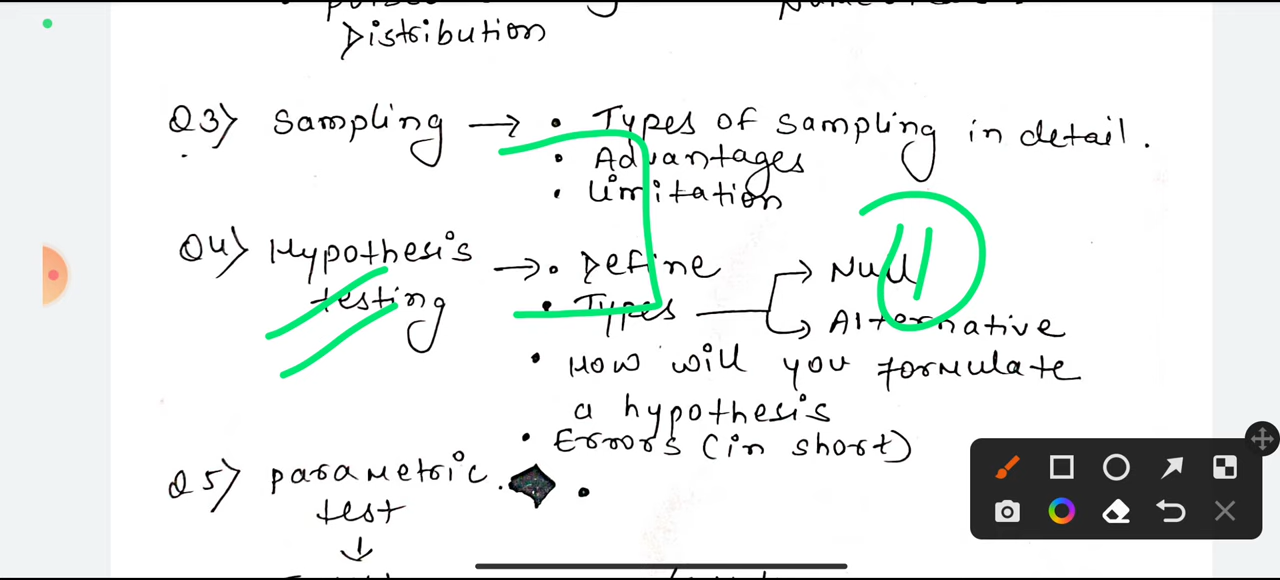 Distribution
Q3) Sampling → • Types of sampling in detail.
• Advantages
• Limitation
Q4) Hypothesis testing → • Define
• Types → Null
→ Alternative
• How will you formulate
a hypothesis
• Errors (in short)
Q5) Parametric test
↓